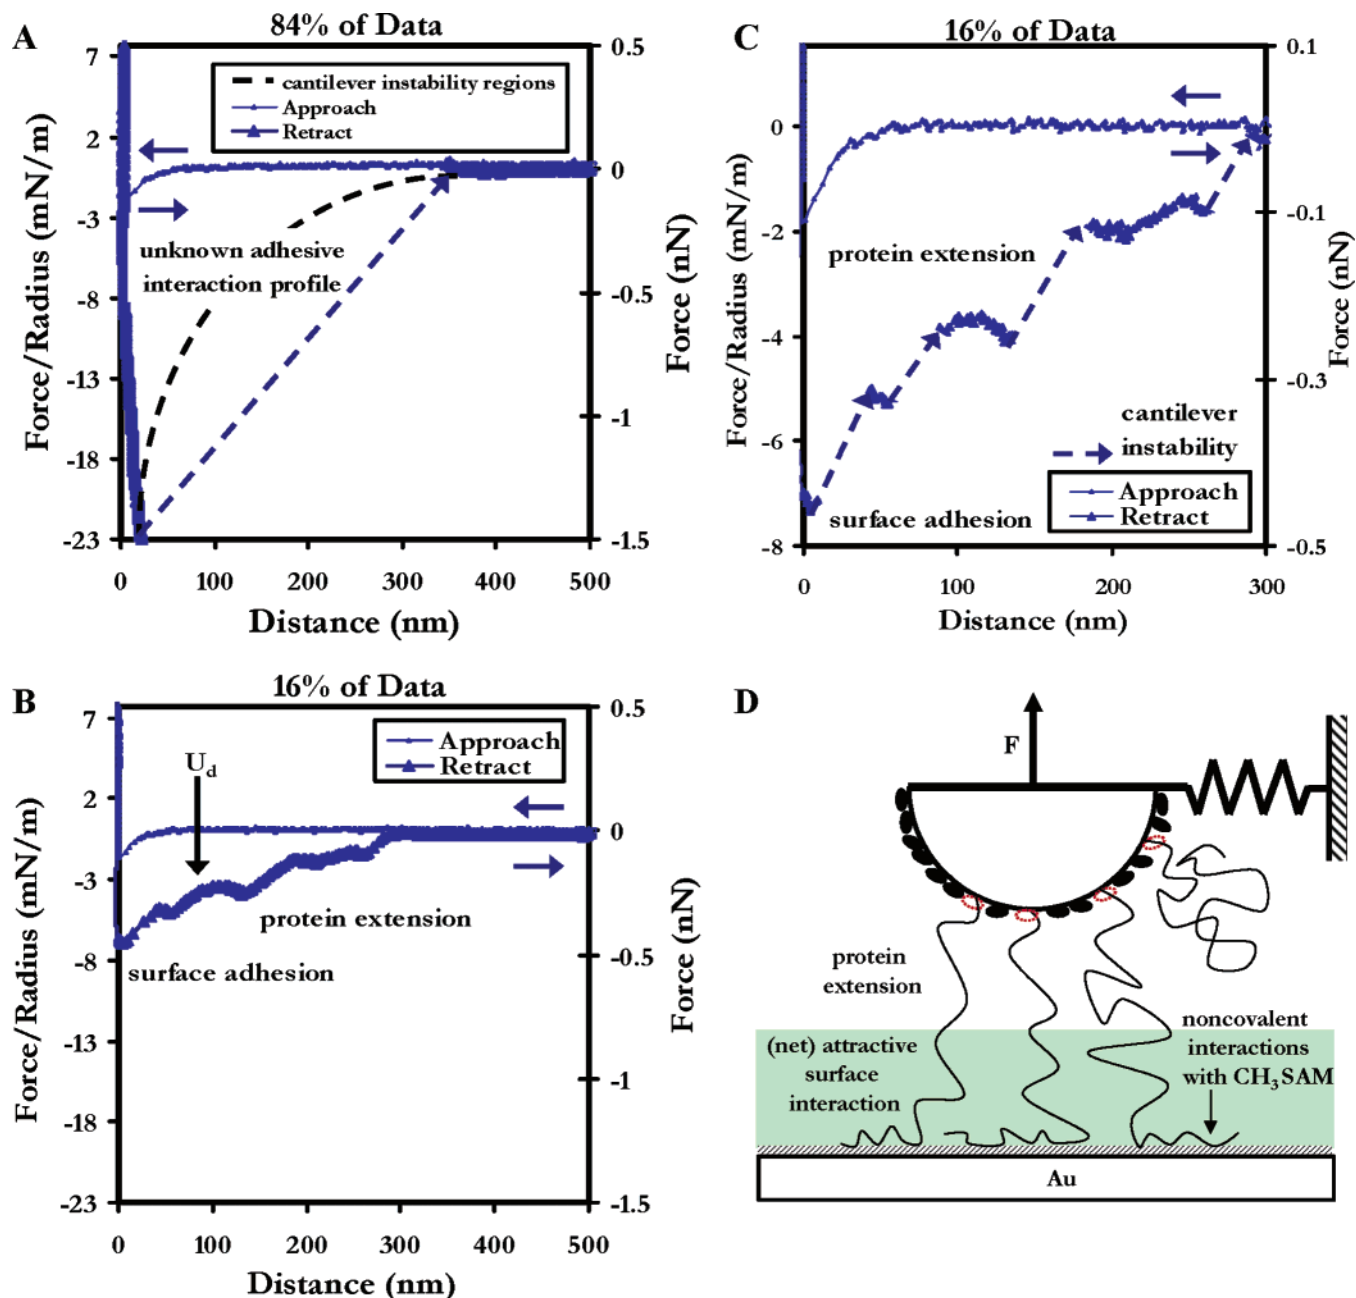 A
84% of Data
7
2
-3
-8
-13
-18
-23
Force/Radius (mN/m)
cantilever instability regions
Approach
Retract
unknown adhesive
interaction profile
0.5
0
-0.5
-1
-1.5
Force (nN)
0 100 200 300 400 500
Distance (nm)
C
16% of Data
0
-2
-4
-6
-8
Force/Radius (mN/m)
protein extension
cantilever
instability
surface adhesion
Approach
Retract
0.1
-0.1
-0.3
-0.5
Force (nN)
0 100 200 300
Distance (nm)
B
16% of Data
7
2
-3
-8
-13
-18
-23
Force/Radius (mN/m)
Ud
Approach
Retract
protein extension
surface adhesion
0.5
0
-0.5
-1
-1.5
Force (nN)
0 100 200 300 400 500
Distance (nm)
D
F
protein
extension
(net) attractive
surface
interaction
noncovalent
interactions
with CH3 SAM
Au